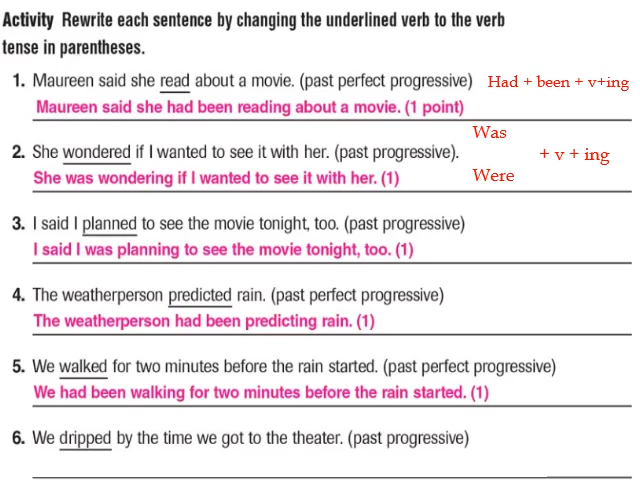 Activity Rewrite each sentence by changing the underlined verb to the verb
tense in parentheses.
1. Maureen said she read about a movie. (past perfect progressive) Had + been + v+ing
Maureen said she had been reading about a movie. (1 point)
Was
2. She wondered if I wanted to see it with her. (past progressive). + v + ing
She was wondering if I wanted to see it with her. (1) Were
3. I said I planned to see the movie tonight, too. (past progressive)
I said I was planning to see the movie tonight, too. (1)
4. The weatherperson predicted rain. (past perfect progressive)
The weatherperson had been predicting rain. (1)
5. We walked for two minutes before the rain started. (past perfect progressive)
We had been walking for two minutes before the rain started. (1)
6. We dripped by the time we got to the theater. (past progressive)